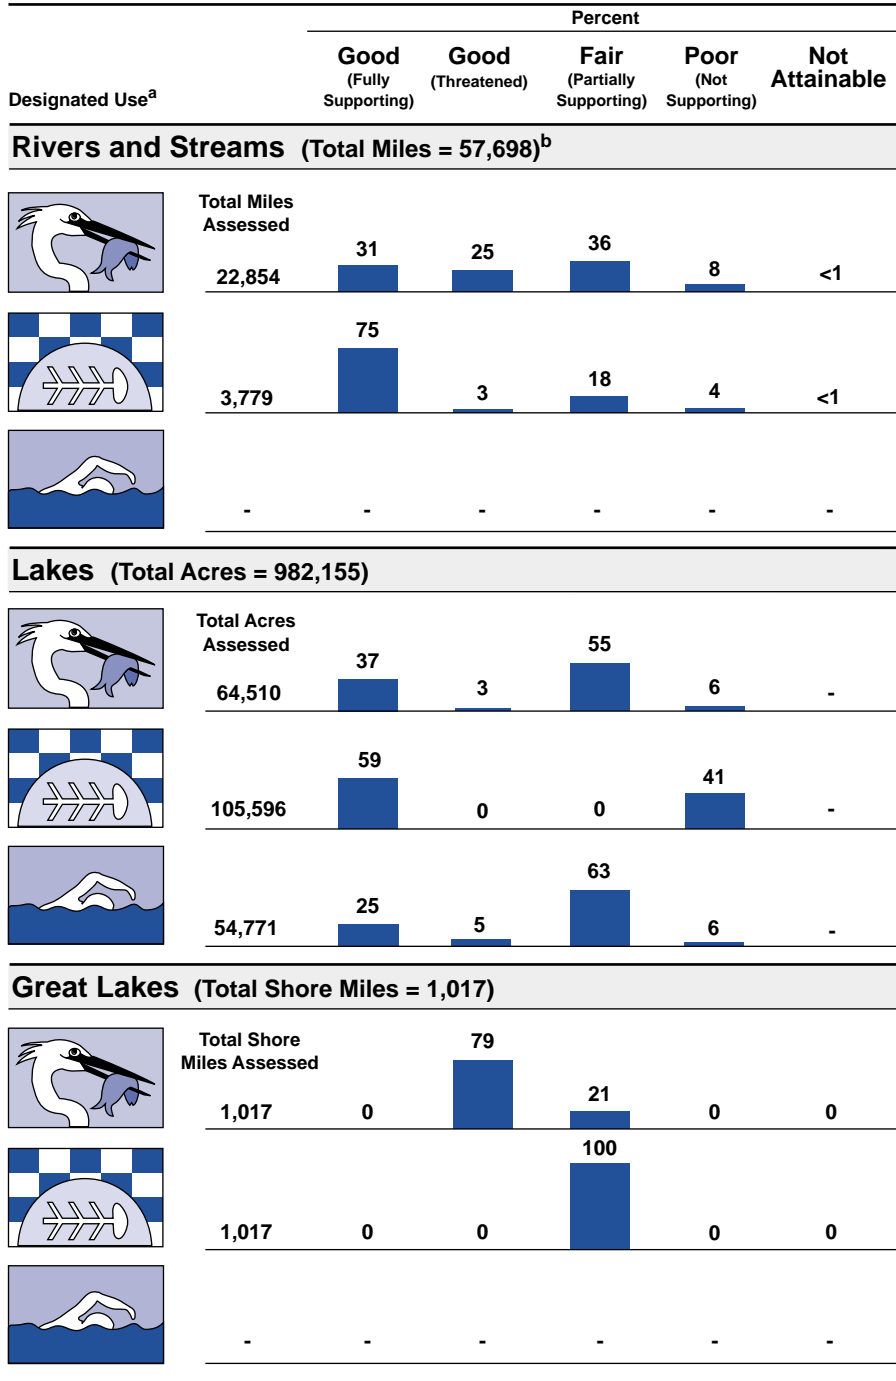 Percent
Designated Useᵃ
Good (Fully Supporting)
Good (Threatened)
Fair (Partially Supporting)
Poor (Not Supporting)
Not Attainable
Rivers and Streams (Total Miles = 57,698)ᵇ
Total Miles Assessed
31 25 36 8 <1
22,854
75 3 18 4 <1
3,779
- - - - - -
Lakes (Total Acres = 982,155)
Total Acres Assessed
37 3 55 6 -
64,510
59 0 0 41 -
105,596
25 5 63 6 -
54,771
Great Lakes (Total Shore Miles = 1,017)
Total Shore Miles Assessed
79 21
1,017 0 0 0
100
1,017 0 0 0 0
- - - - - -